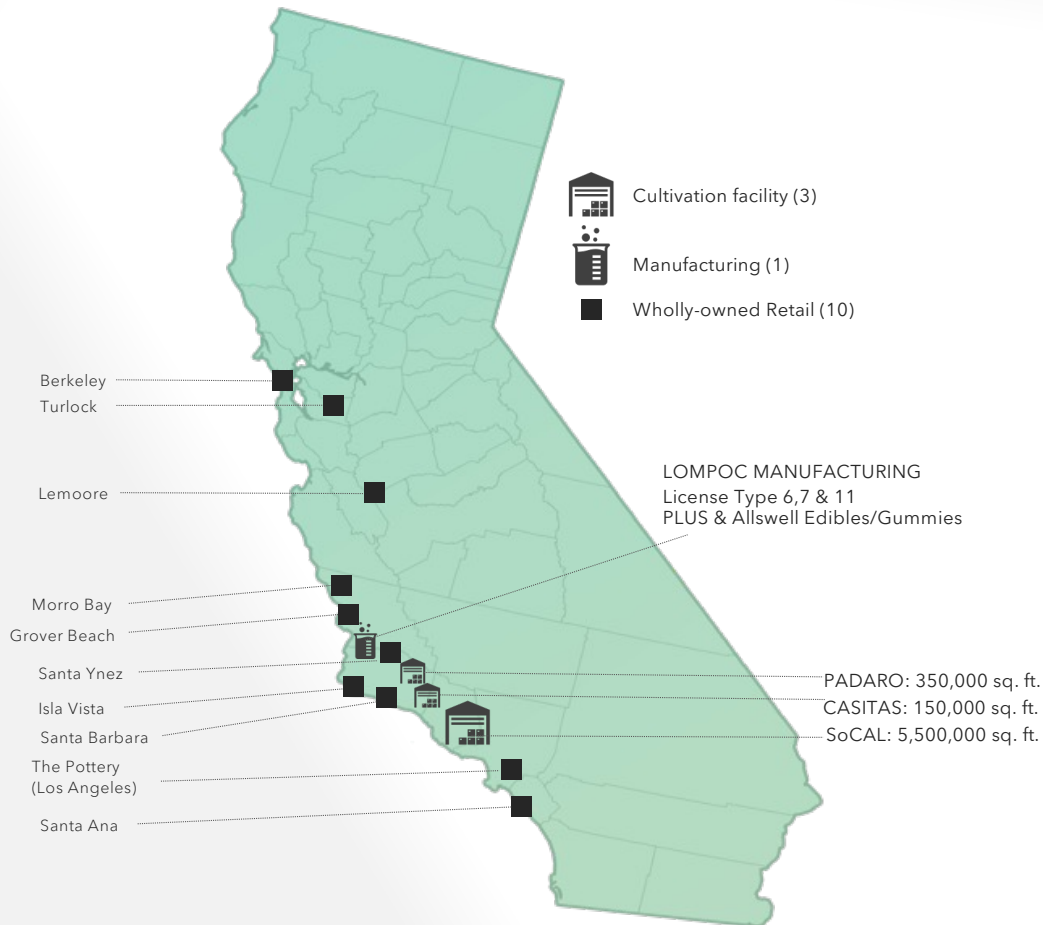 Cultivation facility (3)
Manufacturing (1)
Wholly-owned Retail (10)
Berkeley
Turlock
Lemoore
LOMPOC MANUFACTURING
License Type 6,7 & 11
PLUS & Allswell Edibles/Gummies
Morro Bay
Grover Beach
Santa Ynez
Isla Vista
Santa Barbara
The Pottery
(Los Angeles)
Santa Ana
PADARO: 350,000 sq. ft.
CASITAS: 150,000 sq. ft.
SoCAL: 5,500,000 sq. ft.